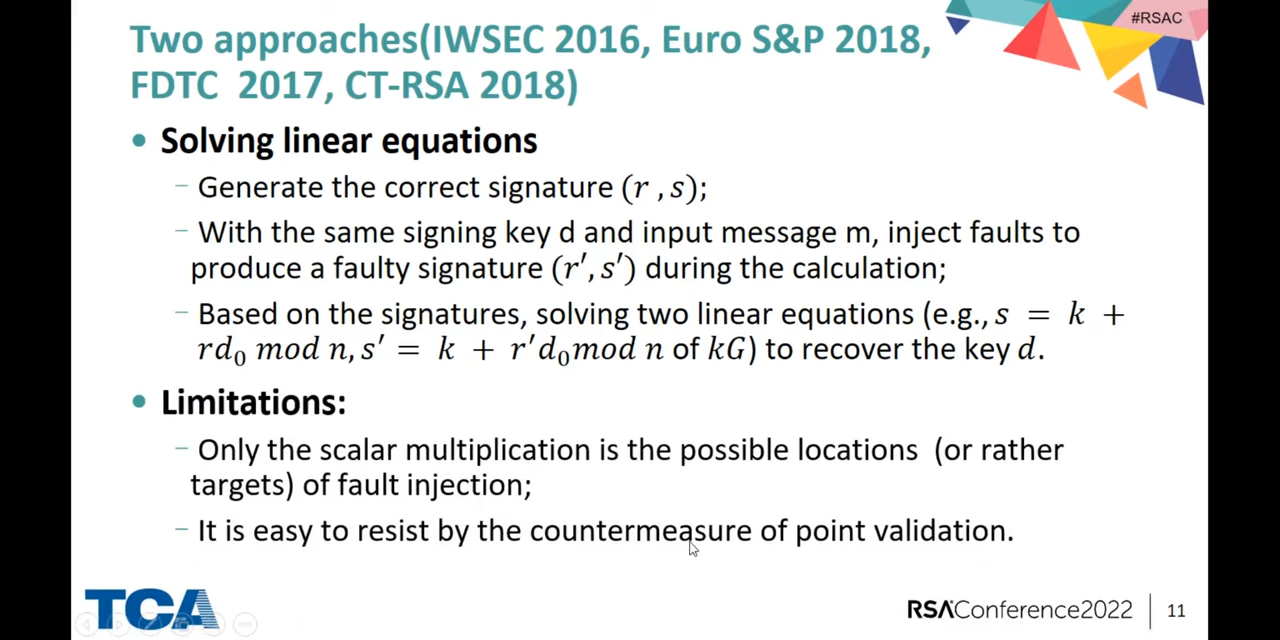 #RSAC
Two approaches(IWSEC 2016, Euro S&P 2018,
FDTC 2017, CT-RSA 2018)
• Solving linear equations
– Generate the correct signature (r ,s);
– With the same signing key d and input message m, inject faults to
produce a faulty signature (r′, s′) during the calculation;
– Based on the signatures, solving two linear equations (e.g., s = k +
rd₀ mod n, s′ = k + r′d₀mod n of kG) to recover the key d.
• Limitations:
– Only the scalar multiplication is the possible locations (or rather
targets) of fault injection;
– It is easy to resist by the countermeasure of point validation.
TCA
RSAConference2022
11